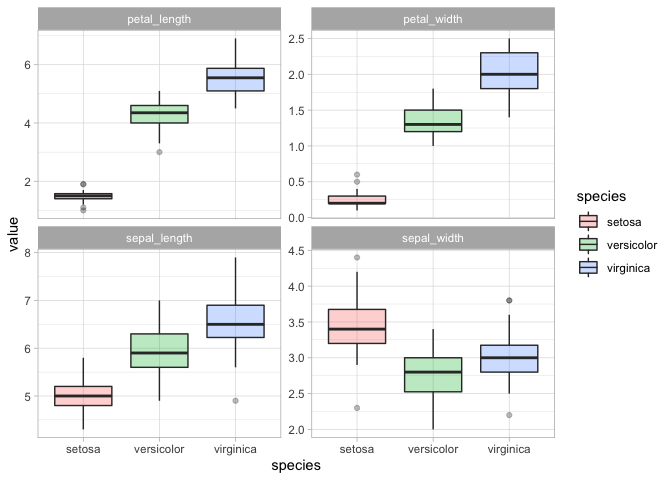 petal_length
petal_width
6
4
2
2.5
2.0
1.5
1.0
0.5
0.0
value
sepal_length
sepal_width
8
7
6
5
4.5
4.0
3.5
3.0
2.5
2.0
setosa versicolor virginica
setosa versicolor virginica
species
species
setosa
versicolor
virginica